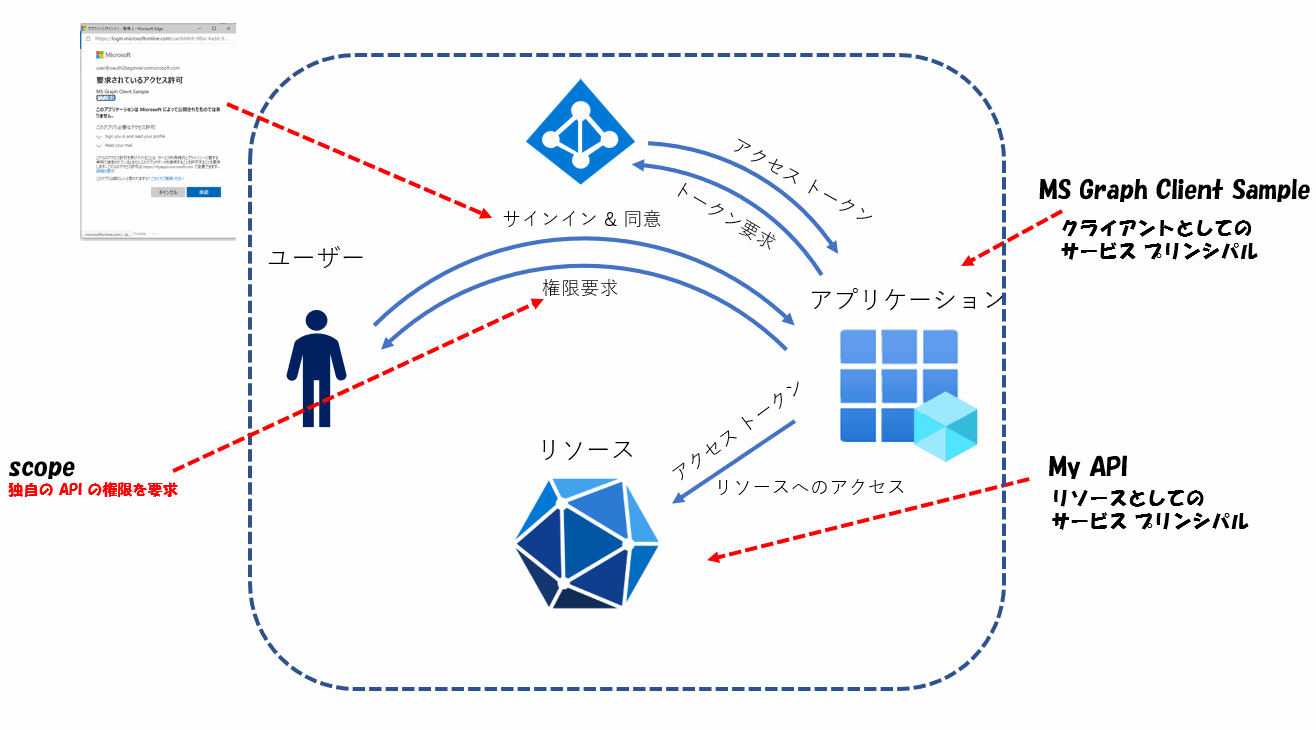 アカウントにサインイン - 職場 2 - Microsoft Edge
Microsoft
user@oauth2beginner.onmicrosoft.com
要求されているアクセス許可
MS Graph Client Sample
このアプリケーションは Microsoft によって公開されたものではありません。
このアプリで必要なアクセス許可:
Sign you in and read your profile
Read your mail
キャンセル
承諾
アクセス トークン
トークン要求
サインイン & 同意
権限要求
ユーザー
アプリケーション
MS Graph Client Sample
クライアントとしての
サービス プリンシパル
アクセス トークン
リソース
リソースへのアクセス
scope
独自の API の権限を要求
My API
リソースとしての
サービス プリンシパル